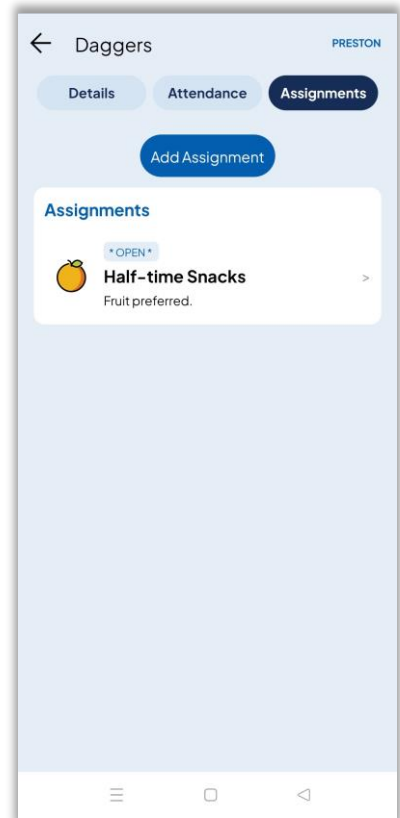 Daggers PRESTON
Details Attendance Assignments
Add Assignment
Assignments
* OPEN *
Half-time Snacks >
Fruit preferred.